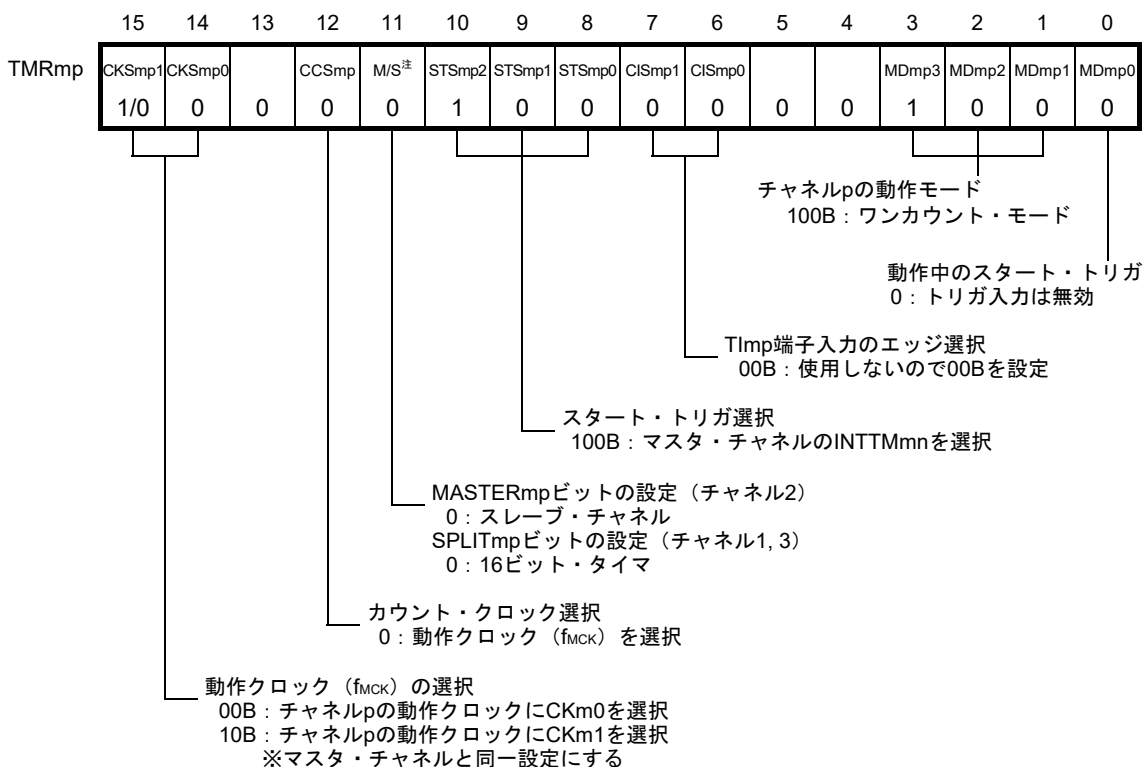 15 14 13 12 11 10 9 8 7 6 5 4 3 2 1 0
TMRmp CKSmp1 CKSmp0 CCSmp M/S注 STSmp2 STSmp1 STSmp0 CISmp1 CISmp0 MDmp3 MDmp2 MDmp1 MDmp0
1/0 0 0 0 0 1 0 0 0 0 0 0 1 0 0 0
チャネルpの動作モード
100B：ワンカウント・モード
動作中のスタート・トリガ
0：トリガ入力は無効
TImp端子入力のエッジ選択
00B：使用しないので00Bを設定
スタート・トリガ選択
100B：マスタ・チャネルのINTTMmnを選択
MASTERmpビットの設定（チャネル2）
0：スレーブ・チャネル
SPLITmpビットの設定（チャネル1, 3）
0：16ビット・タイマ
カウント・クロック選択
0：動作クロック（fMCK）を選択
動作クロック（fMCK）の選択
00B：チャネルpの動作クロックにCKm0を選択
10B：チャネルpの動作クロックにCKm1を選択
※マスタ・チャネルと同一設定にする